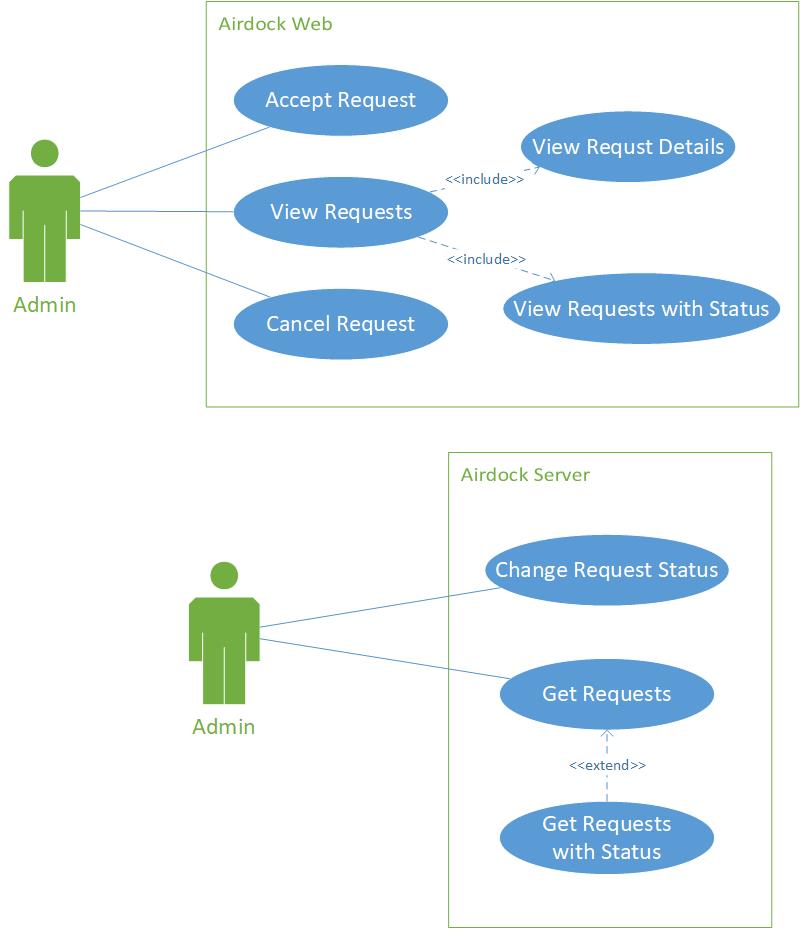 Airdock Web
Accept Request
View Requst Details
<<include>>
Admin
View Requests
<<include>>
View Requests with Status
Cancel Request
Airdock Server
Change Request Status
Admin
Get Requests
<<extend>>
Get Requests
with Status